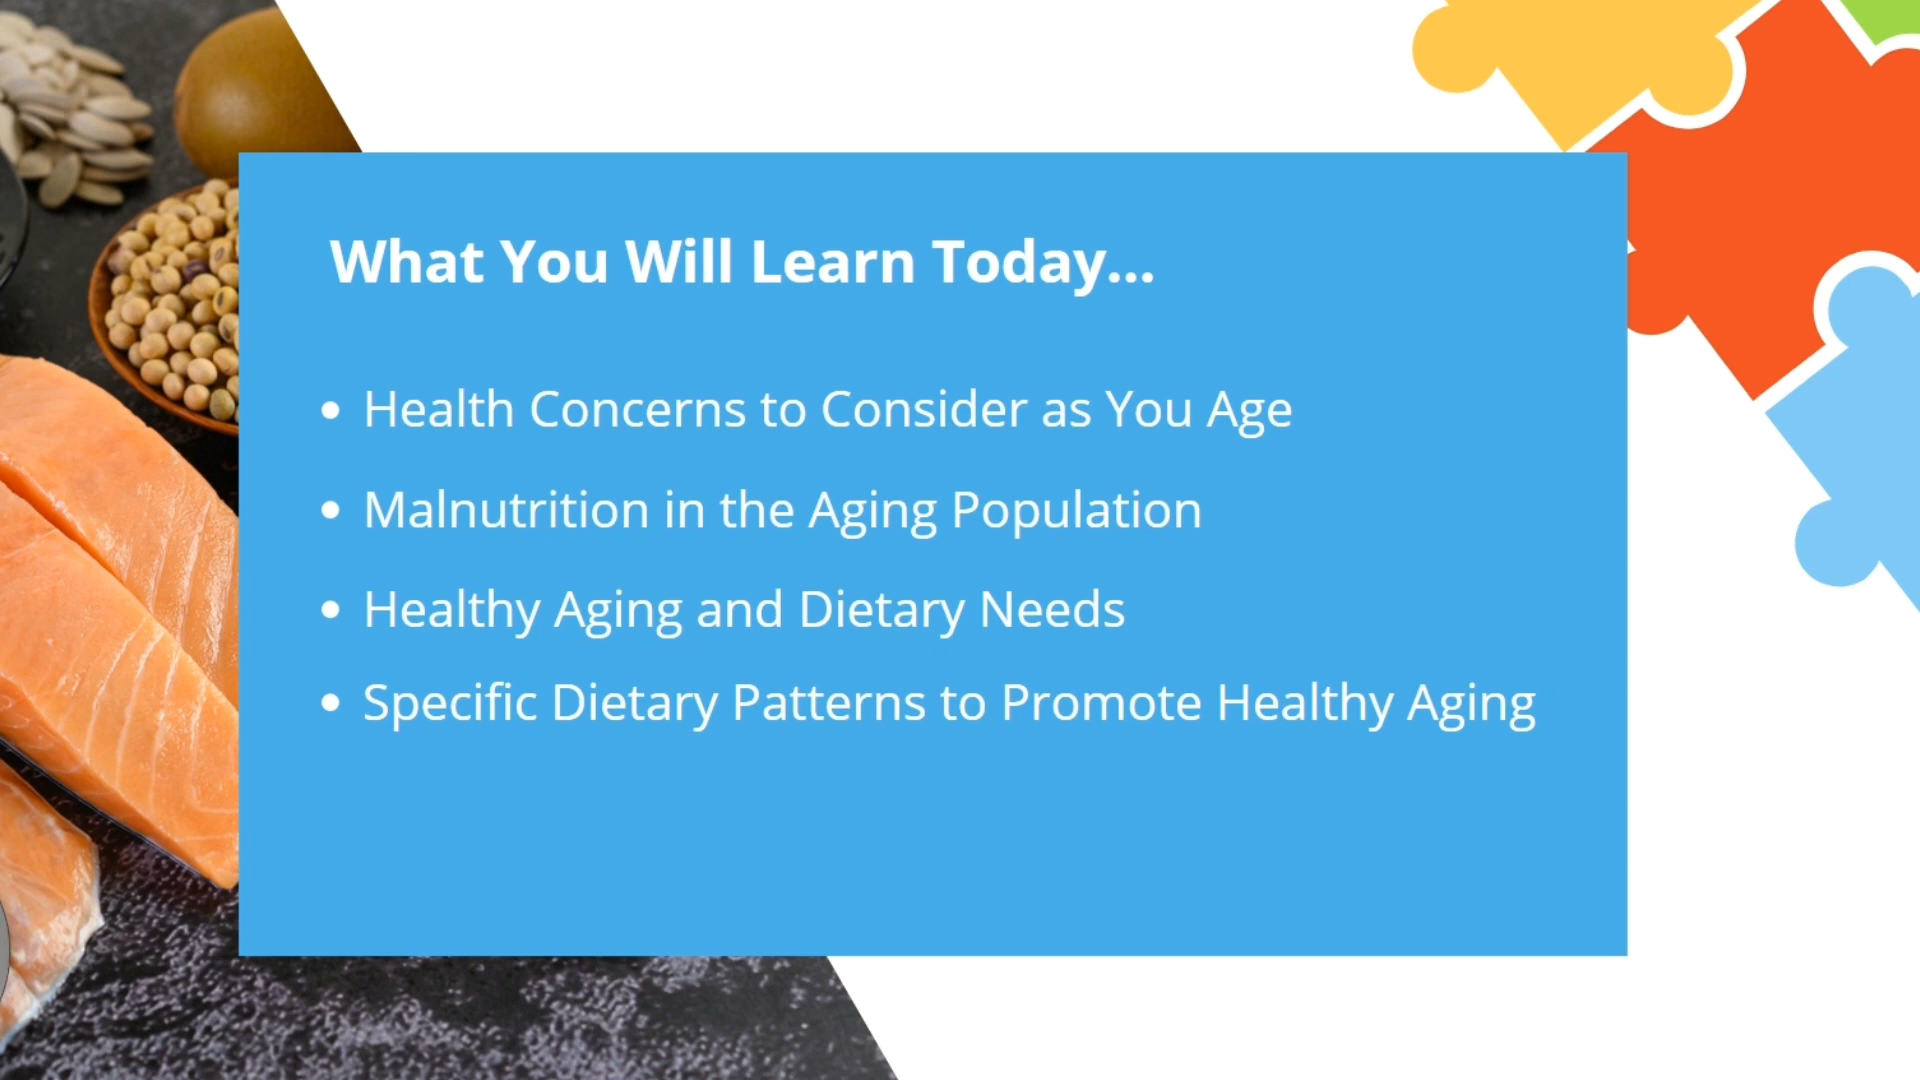 What You Will Learn Today...
• Health Concerns to Consider as You Age
• Malnutrition in the Aging Population
• Healthy Aging and Dietary Needs
• Specific Dietary Patterns to Promote Healthy Aging